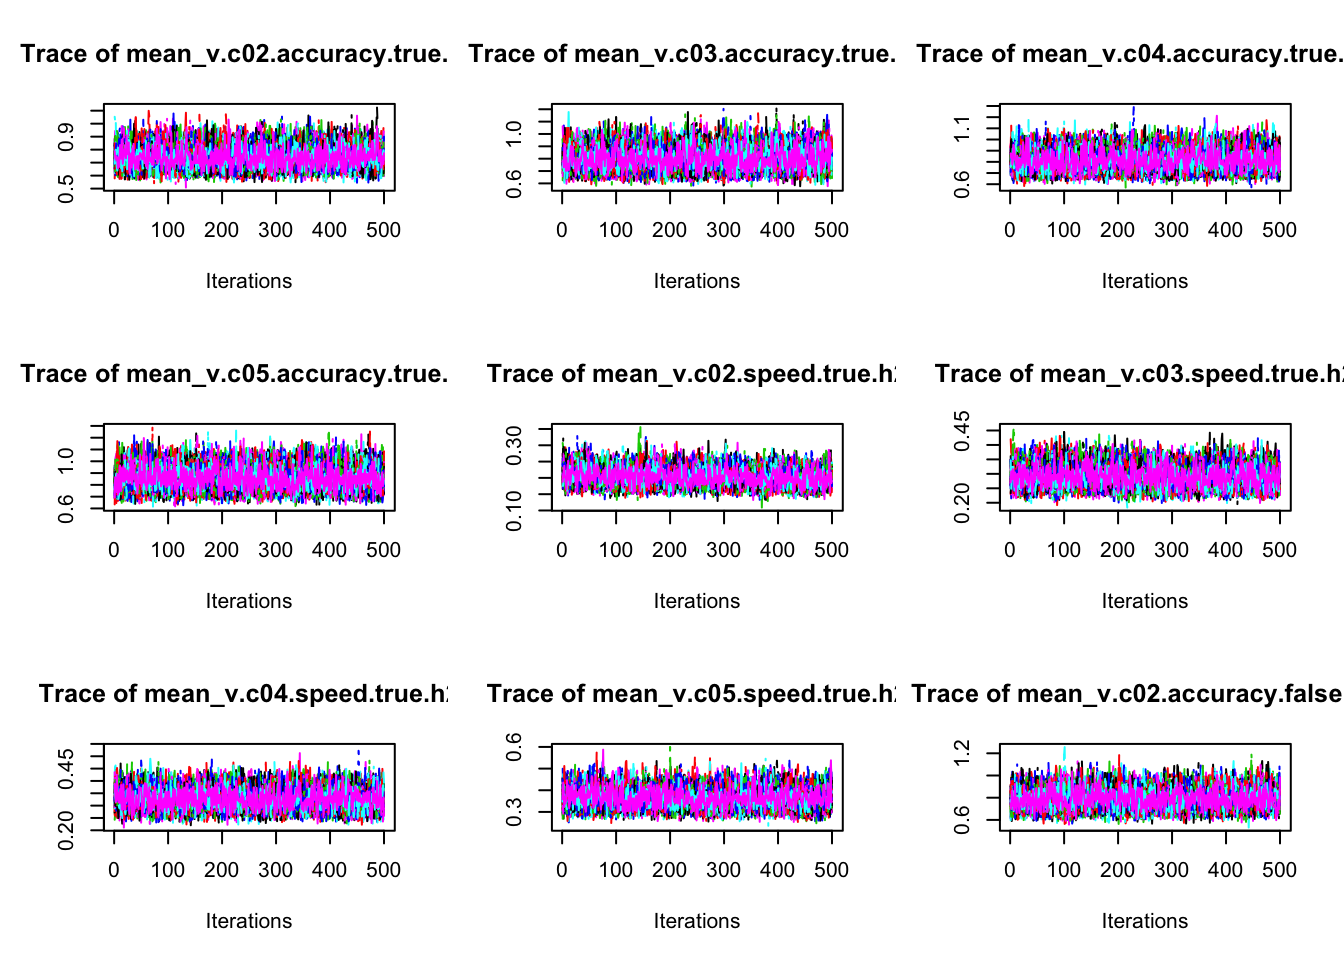 Trace of mean_v.c02.accuracy.true. Trace of mean_v.c03.accuracy.true. Trace of mean_v.c04.accuracy.true.
0.9 1.0 1.1
0.5 0.6 0.6
0 100 200 300 400 500 0 100 200 300 400 500 0 100 200 300 400 500
Iterations Iterations Iterations
Trace of mean_v.c05.accuracy.true. Trace of mean_v.c02.speed.true.h Trace of mean_v.c03.speed.true.h
1.0 0.30 0.45
0.6 0.10 0.20
0 100 200 300 400 500 0 100 200 300 400 500 0 100 200 300 400 500
Iterations Iterations Iterations
Trace of mean_v.c04.speed.true.h Trace of mean_v.c05.speed.true.h Trace of mean_v.c02.accuracy.false
0.45 0.6 1.2
0.20 0.3 0.6
0 100 200 300 400 500 0 100 200 300 400 500 0 100 200 300 400 500
Iterations Iterations Iterations